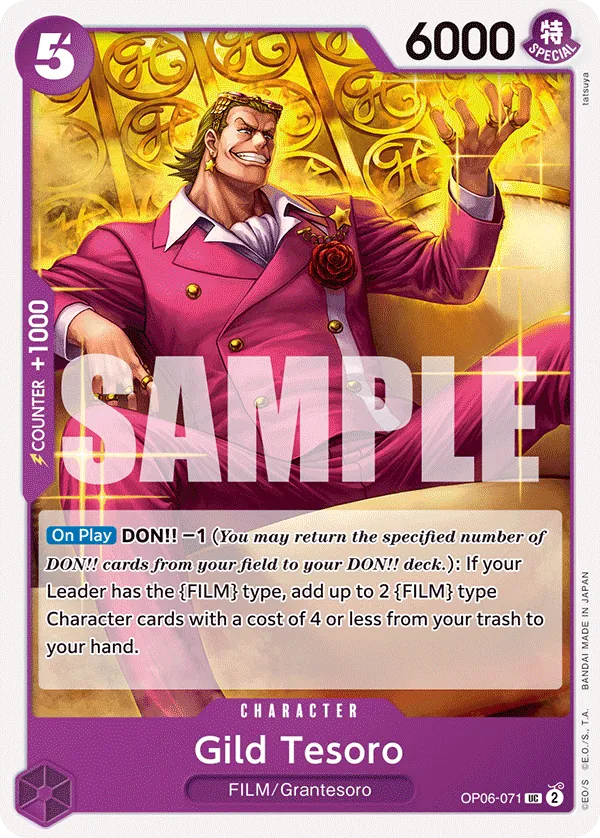 5
6000
特
SPECIAL
tatsuya
COUNTER +1000
SAMPLE
On Play DON!! −1 (You may return the specified number of
DON!! cards from your field to your DON!! deck.): If your
Leader has the {FILM} type, add up to 2 {FILM} type
Character cards with a cost of 4 or less from your trash to
your hand.
CHARACTER
Gild Tesoro
FILM/Grantesoro
OP06-071 UC 2
©EO/S ©E.O./S., T.A. BANDAI MADE IN JAPAN